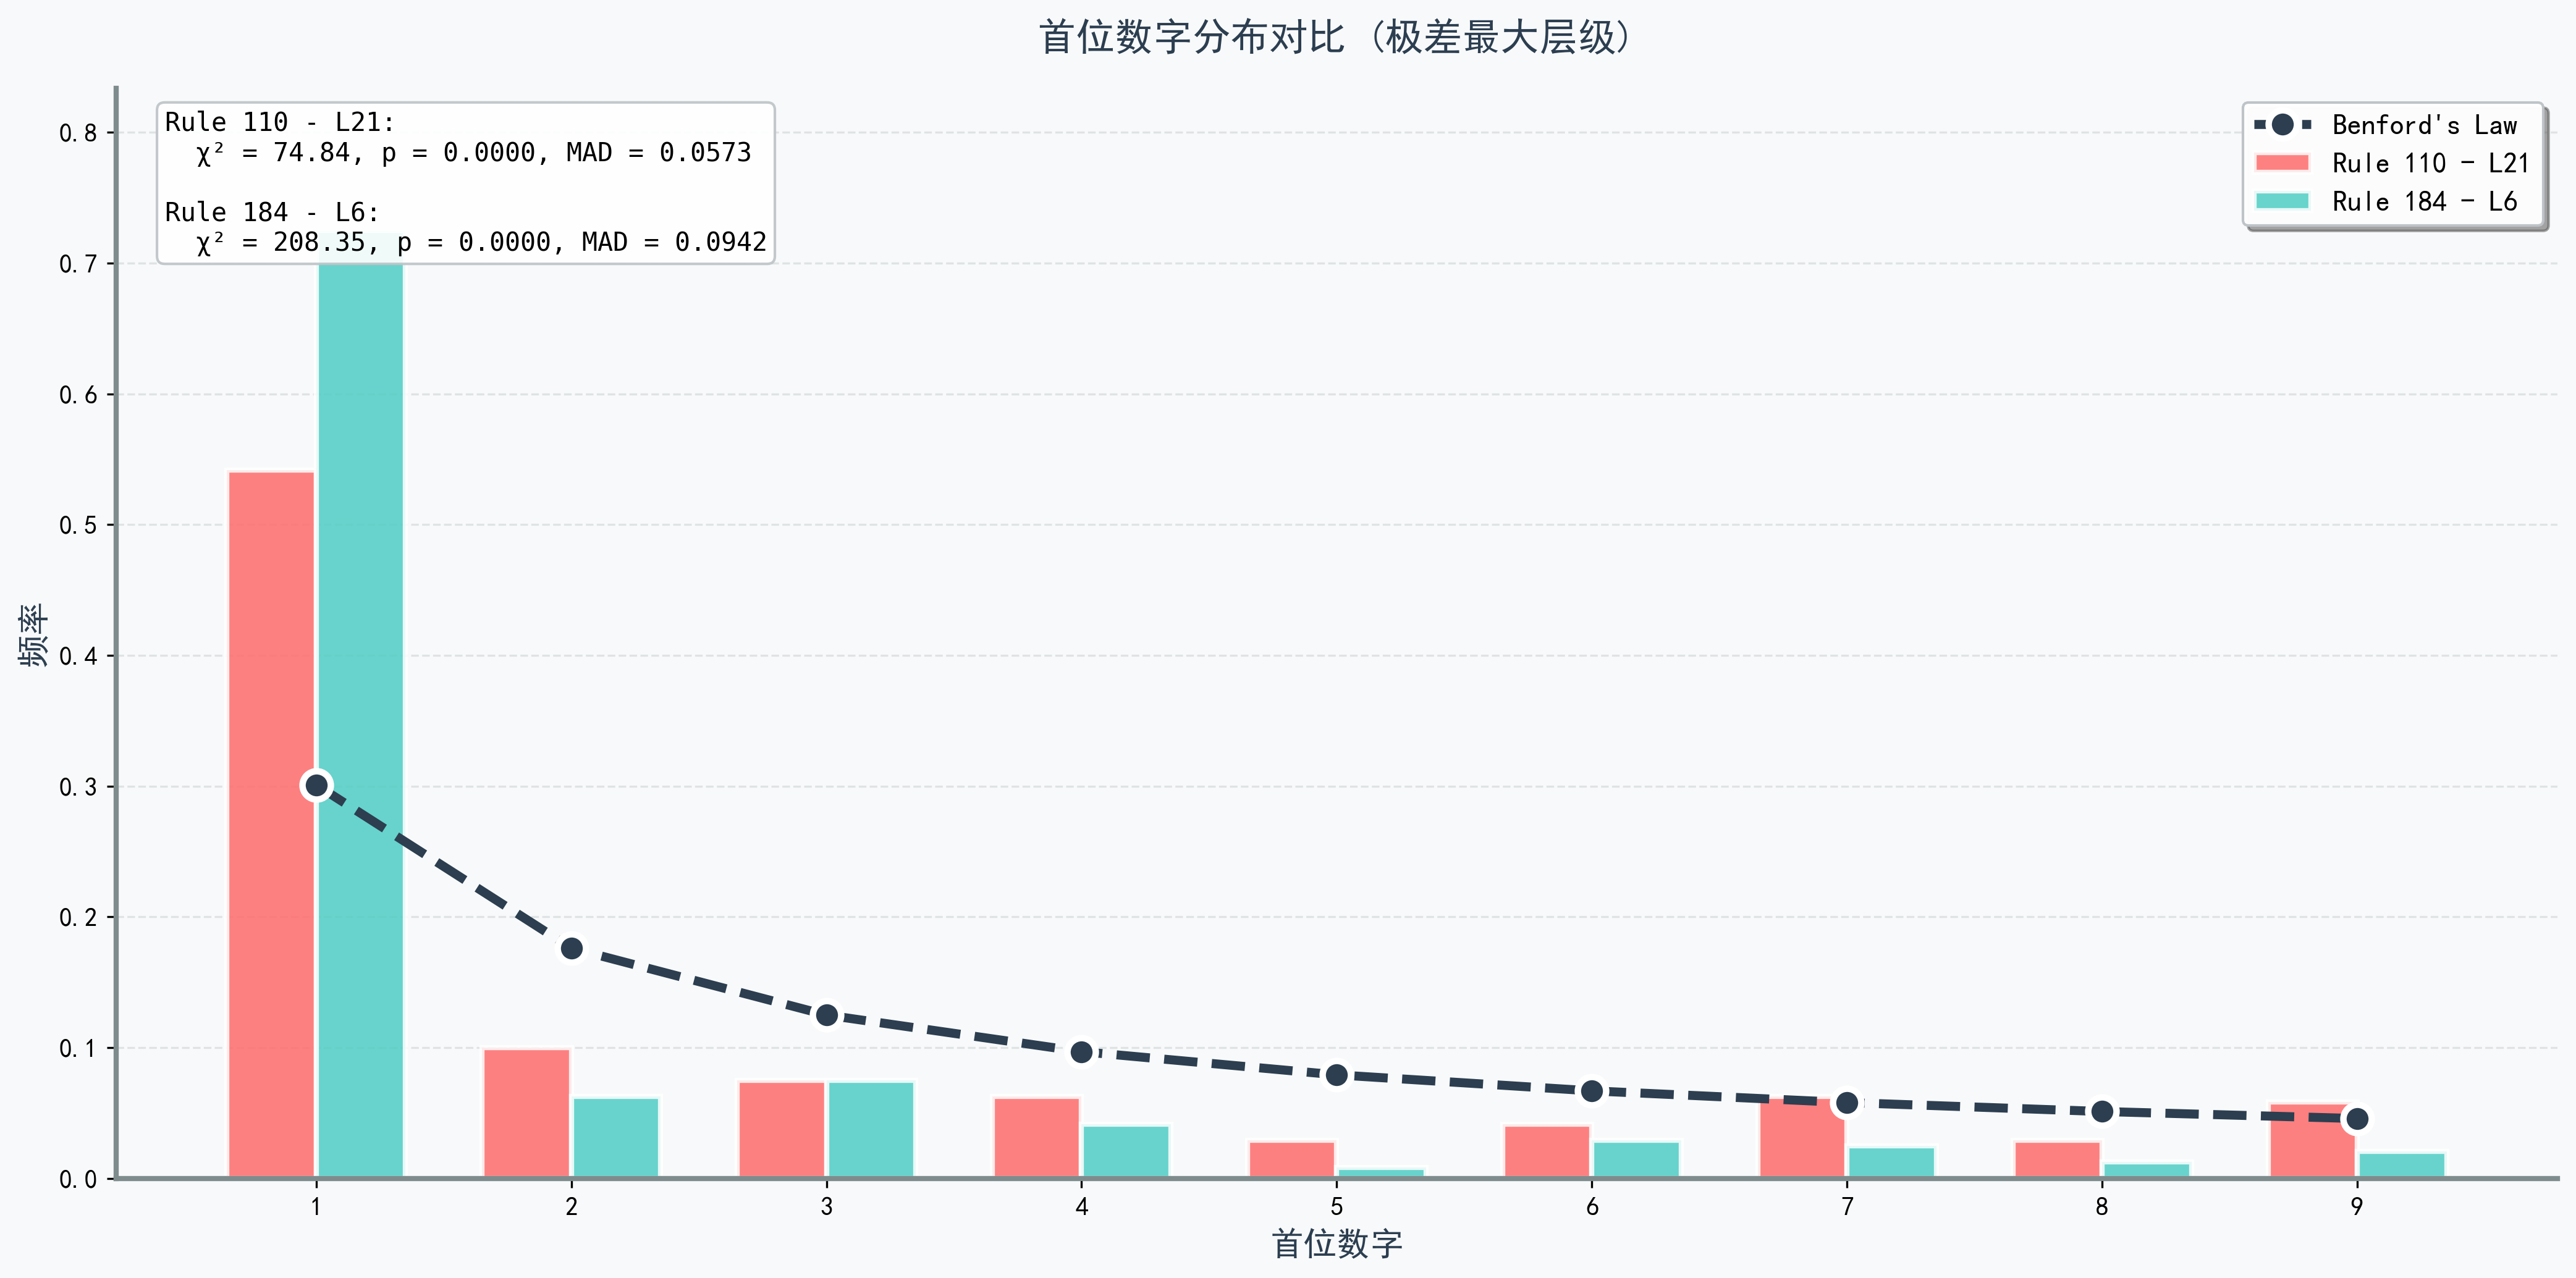 首位数字分布对比 (极差最大层级)
Rule 110 - L21:
χ² = 74.84, p = 0.0000, MAD = 0.0573
Rule 184 - L6:
χ² = 208.35, p = 0.0000, MAD = 0.0942
Benford's Law
Rule 110 - L21
Rule 184 - L6
频率
0.8
0.7
0.6
0.5
0.4
0.3
0.2
0.1
0.0
1 2 3 4 5 6 7 8 9
首位数字